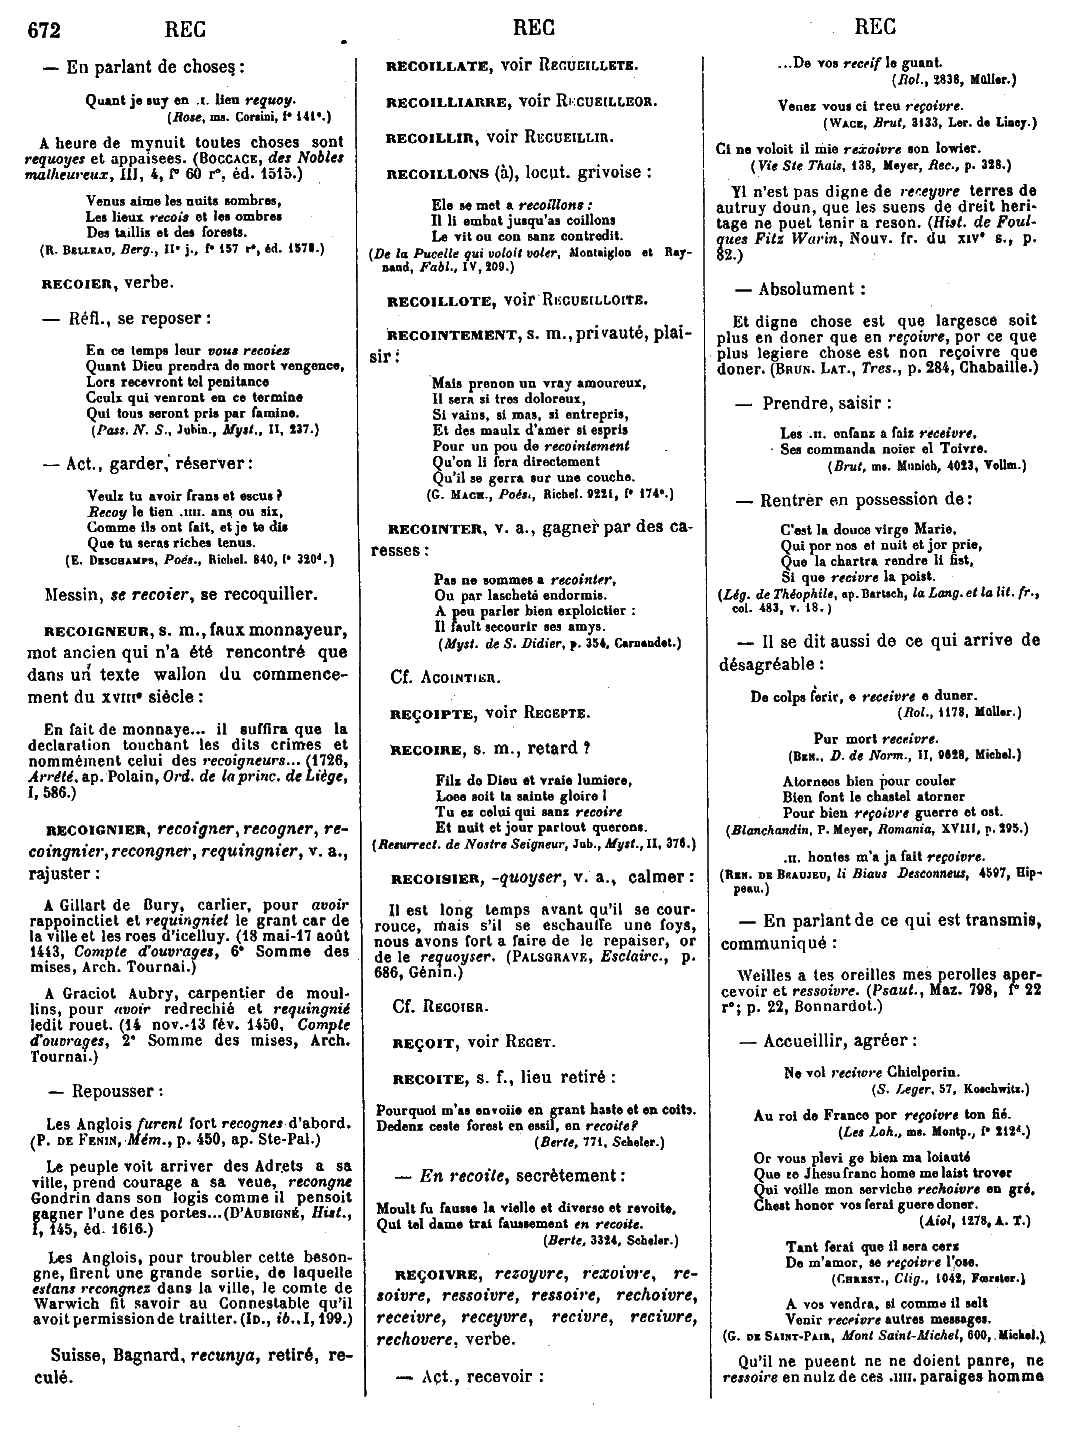 672 REC REC REC
— En parlant de choses :
Quant je suy en .I. lieu requoy.
(Rose, ms. Corsini, f° 141ª.)
A heure de mynuit toutes choses sont
requoyes et appaisees. (BOCCACE, des Nobles
malheureux, III, 4, f° 60 r°, éd. 1515.)
Venus aime les nuits sombres,
Les lieux recois et les ombres
Des taillis et des forests.
(R. BELLEAU, Berg., II° j., f° 157 r°, éd. 1578.)
RECOIER, verbe.
— Réfl., se reposer :
En ce temps leur vous recoiez
Quant Dieu prendra de mort vengence,
Lors recevront tel penitance
Ceulx qui venront en ce termine
Qui tous seront pris par famine.
(Pass. N. S., Jubin., Myst., II, 237.)
— Act., garder, réserver :
Veulz tu avoir frans et escus ?
Recoy le tien .IIII. ans ou six,
Comme ils ont fait, et je te dis
Que tu seras riches tenus.
(E. DESCHAMPS, Poés., Richel. 840, f° 320ᵈ.)
Messin, se recoier, se recoquiller.
RECOIGNEUR, s. m., faux monnayeur,
mot ancien qui n'a été rencontré que
dans un texte wallon du commence-
ment du XVIII° siècle :
En fait de monnaye... il suffira que la
declaration touchant les dits crimes et
nommément celui des recoigneurs... (1726,
Arrêté, ap. Polain, Ord. de la princ. de Liège,
I, 586.)
RECOIGNIER, recoigner, recogner, re-
coingnier, recongner, requingnier, v. a.,
rajuster :
A Gillart de Bury, carlier, pour avoir
rappoinctiet et requingniet le grant car de
la ville et les roes d'icelluy. (18 mai-17 août
1443, Compte d'ouvrages, 6° Somme des
mises, Arch. Tournai.)
A Graciot Aubry, carpentier de moul-
lins, pour avoir redrechié et requingnié
ledit rouet. (14 nov.-13 fév. 1450, Compte
d'ouvrages, 2° Somme des mises, Arch.
Tournai.)
— Repousser :
Les Anglois furent fort recognes d'abord.
(P. DE FENIN, Mém., p. 450, ap. Ste-Pal.)
Le peuple voit arriver des Adrets a sa
ville, prend courage a sa veue, recongne
Gondrin dans son logis comme il pensoit
gagner l'une des portes... (D'AUBIGNÉ, Hist.,
I, 145, éd. 1616.)
Les Anglois, pour troubler cette beson-
gne, firent une grande sortie, de laquelle
estans recongnez dans la ville, le comte de
Warwich fit savoir au Connestable qu'il
avoit permission de traitter. (ID., ib., I, 199.)
Suisse, Bagnard, recunya, retiré, re-
culé.
RECOILLATE, voir RECUEILLETE.
RECOILLIARRE, voir RECUEILLEOR.
RECOILLIR, voir RECUEILLIR.
RECOILLONS (à), locut. grivoise :
Ele se met a recoillons :
Il li embat jusqu'as coillons
Le vit ou con sanz contredit.
(De la Pucelle qui voloit voler, Montaiglon et Ray-
naud, Fabl., IV, 209.)
RECOILLOTE, voir RECUEILLOITE.
RECOINTEMENT, s. m., privauté, plai-
sir :
Mais prenon un vray amoureux,
Il sera si tres doloreux,
Si vains, si mas, si entrepris,
Et des maulx d'amer si espris
Pour un pou de recointement
Qu'on li fera directement
Qu'il se gerra sur une couche.
(G. MACH., Poés., Richel. 9221, f° 174°.)
RECOINTER, v. a., gagner par des ca-
resses :
Pas ne sommes a recointer,
Ou par lascheté endormis.
A peu parler bien exploictier :
Il fault secourir ses amys.
(Myst. de S. Didier, p. 354, Carnandet.)
Cf. ACOINTIER.
REÇOIPTE, voir RECEPTE.
RECOIRE, s. m., retard ?
Filz de Dieu et vraie lumiere,
Loee soit ta sainte gloire !
Tu ez celui qui sanz recoire
Et nuit et jour partout querons.
(Resurrect. de Nostre Seigneur, Jub., Myst., II, 376.)
RECOISIER, -quoyser, v. a., calmer :
Il est long temps avant qu'il se cour-
rouce, mais s'il se eschauffe une foys,
nous avons fort a faire de le repaiser, or
de le requoyser. (PALSGRAVE, Esclairc., p.
686, Génin.)
Cf. RECOIER.
REÇOIT, voir RECET.
RECOITE, s. f., lieu retiré :
Pourquoi m'as envoiie en grant haste et en coite.
Dedenz ceste forest en essil, en recoite?
(Berte, 771, Scheler.)
— En recoite, secrètement :
Moult fu fausse la vielle et diverse et revoite,
Qui tel dame traï faussement en recoite.
(Berte, 3324, Scheler.)
REÇOIVRE, rezoyvre, rexoivre, re-
soivre, ressoivre, ressoire, rechoivre,
receivre, receyvre, recivre, reciwre,
rechovere, verbe.
— Act., recevoir :
...De vos receif le guant.
(Rol., 2838, Müller.)
Venez vous ci treu reçoivre.
(WACE, Brut, 3133, Ler. de Lincy.)
Ci ne voloit il mie rexoivre son lowier.
(Vie Ste Thais, 138, Meyer, Rec., p. 328.)
Yl n'est pas digne de receyvre terres de
autruy doun, que les suens de dreit heri-
tage ne puet tenir a reson. (Hist. de Foul-
ques Fitz Warin, Nouv. fr. du XIV° s., p.
82.)
— Absolument :
Et digne chose est que largesce soit
plus en doner que en reçoivre, por ce que
plus legiere chose est non reçoivre que
doner. (BRUN. LAT., Tres., p. 284, Chabaille.)
— Prendre, saisir :
Les .II. enfanz a faiz receivre,
Ses commanda noier el Toivre.
(Brut, ms. Munich, 4023, Vollm.)
— Rentrer en possession de :
C'est la douce virge Marie,
Qui por nos et nuit et jor prie,
Que la chartra rendre li fist,
Si que recivre la poist.
(Lég. de Théophile, ap. Bartsch, la Lang. et la lit. fr.,
col. 483, v. 18.)
— Il se dit aussi de ce qui arrive de
désagréable :
De colps ferir, e receivre e duner.
(Rol., 1178, Müller.)
Pur mort receivre.
(BEN., D. de Norm., II, 9628, Michel.)
Atornees bien pour couler
Bien font le chastel atorner
Pour bien reçoivre guerre et ost.
(Blanchandin, P. Meyer, Romania, XVIII, p. 295.)
.II. hontes m'a ja fait reçoivre.
(REN. DE BEAUJEU, li Biaus Desconneus, 4597, Hip-
peau.)
— En parlant de ce qui est transmis,
communiqué :
Weilles a tes oreilles mes perolles aper-
cevoir et ressoivre. (Psaut., Maz. 798, f° 22
r°; p. 22, Bonnardot.)
— Accueillir, agréer :
Ne vol reciwre Chielperin.
(S. Leger, 57, Koschwitz.)
Au roi de France por reçoivre ton fié.
(Les Loh., ms. Montp., f° 212ᵈ.)
Or vous plevi ge bien ma loiauté
Que se Jhesu franc home me laist trover
Qui voille mon serviche rechoivre en gré,
Chest honor vos ferai guere doner.
(Aiol, 1278, A. T.)
Tant ferai que il sera cers
De m'amor, se reçoivre l'ose.
(CHREST., Clig., 1042, Forster.)
A vos vendra, si comme il selt
Venir receivre autres messages.
(G. DE SAINT-PAIR, Mont Saint-Michel, 600, Michel.)
Qu'il ne pueent ne ne doient panre, ne
ressoire en nulz de ces .IIII. paraiges homme